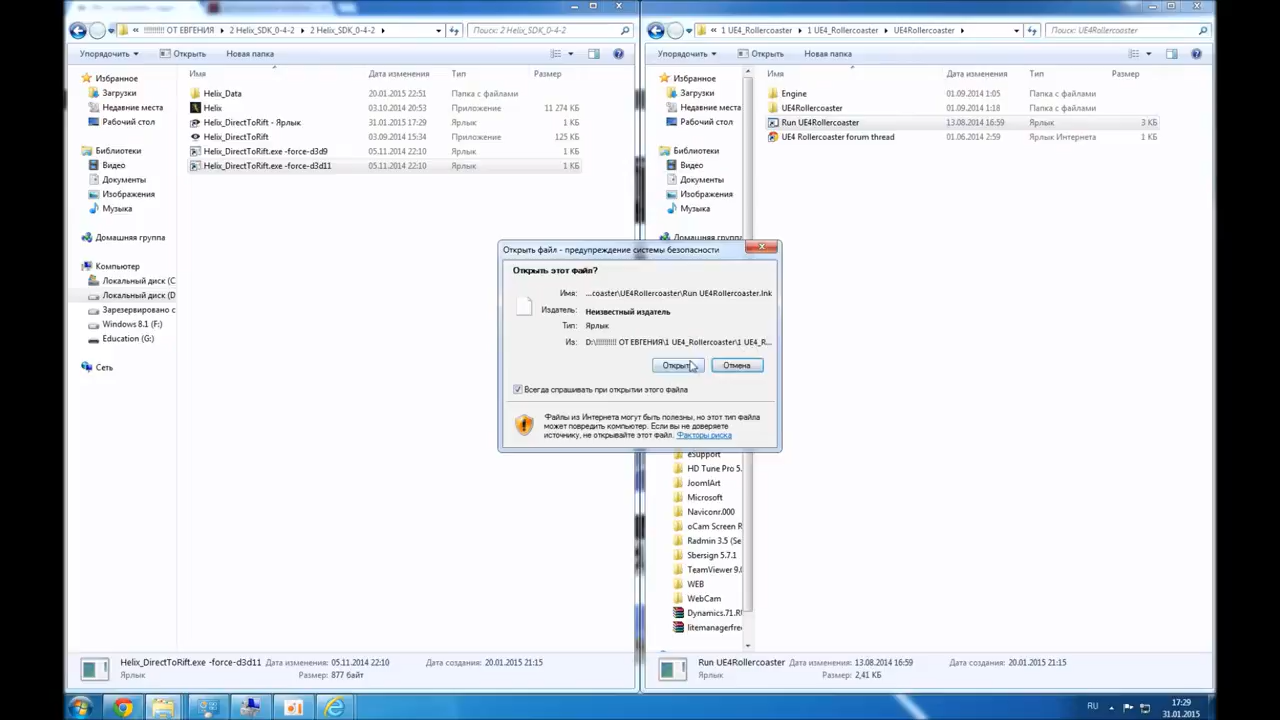 !!!!!!!!! ОТ ЕВГЕНИЯ
2 Helix_SDK_0-4-2
2 Helix_SDK_0-4-2
Поиск: 2 Helix_SDK_0-4-2
Упорядочить
Открыть
Новая папка
Имя
Дата изменения
Тип
Размер
Избранное
Загрузки
Недавние места
Рабочий стол
Библиотеки
Видео
Документы
Изображения
Музыка
Домашняя группа
Компьютер
Локальный диск (C
Локальный диск (D
Зарезервировано с
Windows 8.1 (F:)
Education (G:)
Сеть
Helix_Data 20.01.2015 22:51 Папка с файлами
Helix 03.10.2014 20:53 Приложение 11 274 КБ
Helix_DirectToRift - Ярлык 31.01.2015 17:29 Ярлык 1 КБ
Helix_DirectToRift 03.09.2014 15:34 Приложение 125 КБ
Helix_DirectToRift.exe -force-d3d9 05.11.2014 22:10 Ярлык 1 КБ
Helix_DirectToRift.exe -force-d3d11 05.11.2014 22:10 Ярлык 1 КБ
Helix_DirectToRift.exe -force-d3d11 Дата изменения: 05.11.2014 22:10 Дата создания: 20.01.2015 21:15
Ярлык Размер: 877 байт
1 UE4_Rollercoaster
1 UE4_Rollercoaster
UE4Rollercoaster
Поиск: UE4Rollercoaster
Упорядочить
Открыть
Новая папка
Имя
Дата изменения
Тип
Размер
Избранное
Загрузки
Недавние места
Рабочий стол
Библиотеки
Видео
Документы
Изображения
Музыка
Домашняя группа
Engine 01.09.2014 1:05 Папка с файлами
UE4Rollercoaster 01.09.2014 1:18 Папка с файлами
Run UE4Rollercoaster 13.08.2014 16:59 Ярлык 3 КБ
UE4 Rollercoaster forum thread 01.06.2014 2:59 Ярлык Интернета 1 КБ
Открыть файл - предупреждение системы безопасности
Открыть этот файл?
Имя: ...coaster\UE4Rollercoaster\Run UE4Rollercoaster.lnk
Издатель: Неизвестный издатель
Тип: Ярлык
Из: D:\!!!!!!!!! ОТ ЕВГЕНИЯ\1 UE4_Rollercoaster\1 UE4_R...
Открыть
Отмена
Всегда спрашивать при открытии этого файла
Файлы из Интернета могут быть полезны, но этот тип файла
может повредить компьютер. Если вы не доверяете
источнику, не открывайте этот файл. Факторы риска
eSupport
HD Tune Pro 5.
JoomlArt
Microsoft
Naviconr.000
oCam Screen R
Radmin 3.5 (Se
Sbersign 5.7.1
TeamViewer 9.0
WEB
WebCam
Dynamics.71.RU
litemanagerfree
Run UE4Rollercoaster Дата изменения: 13.08.2014 16:59 Дата создания: 20.01.2015 21:15
Ярлык Размер: 2,41 КБ
RU
17:29
31.01.2015